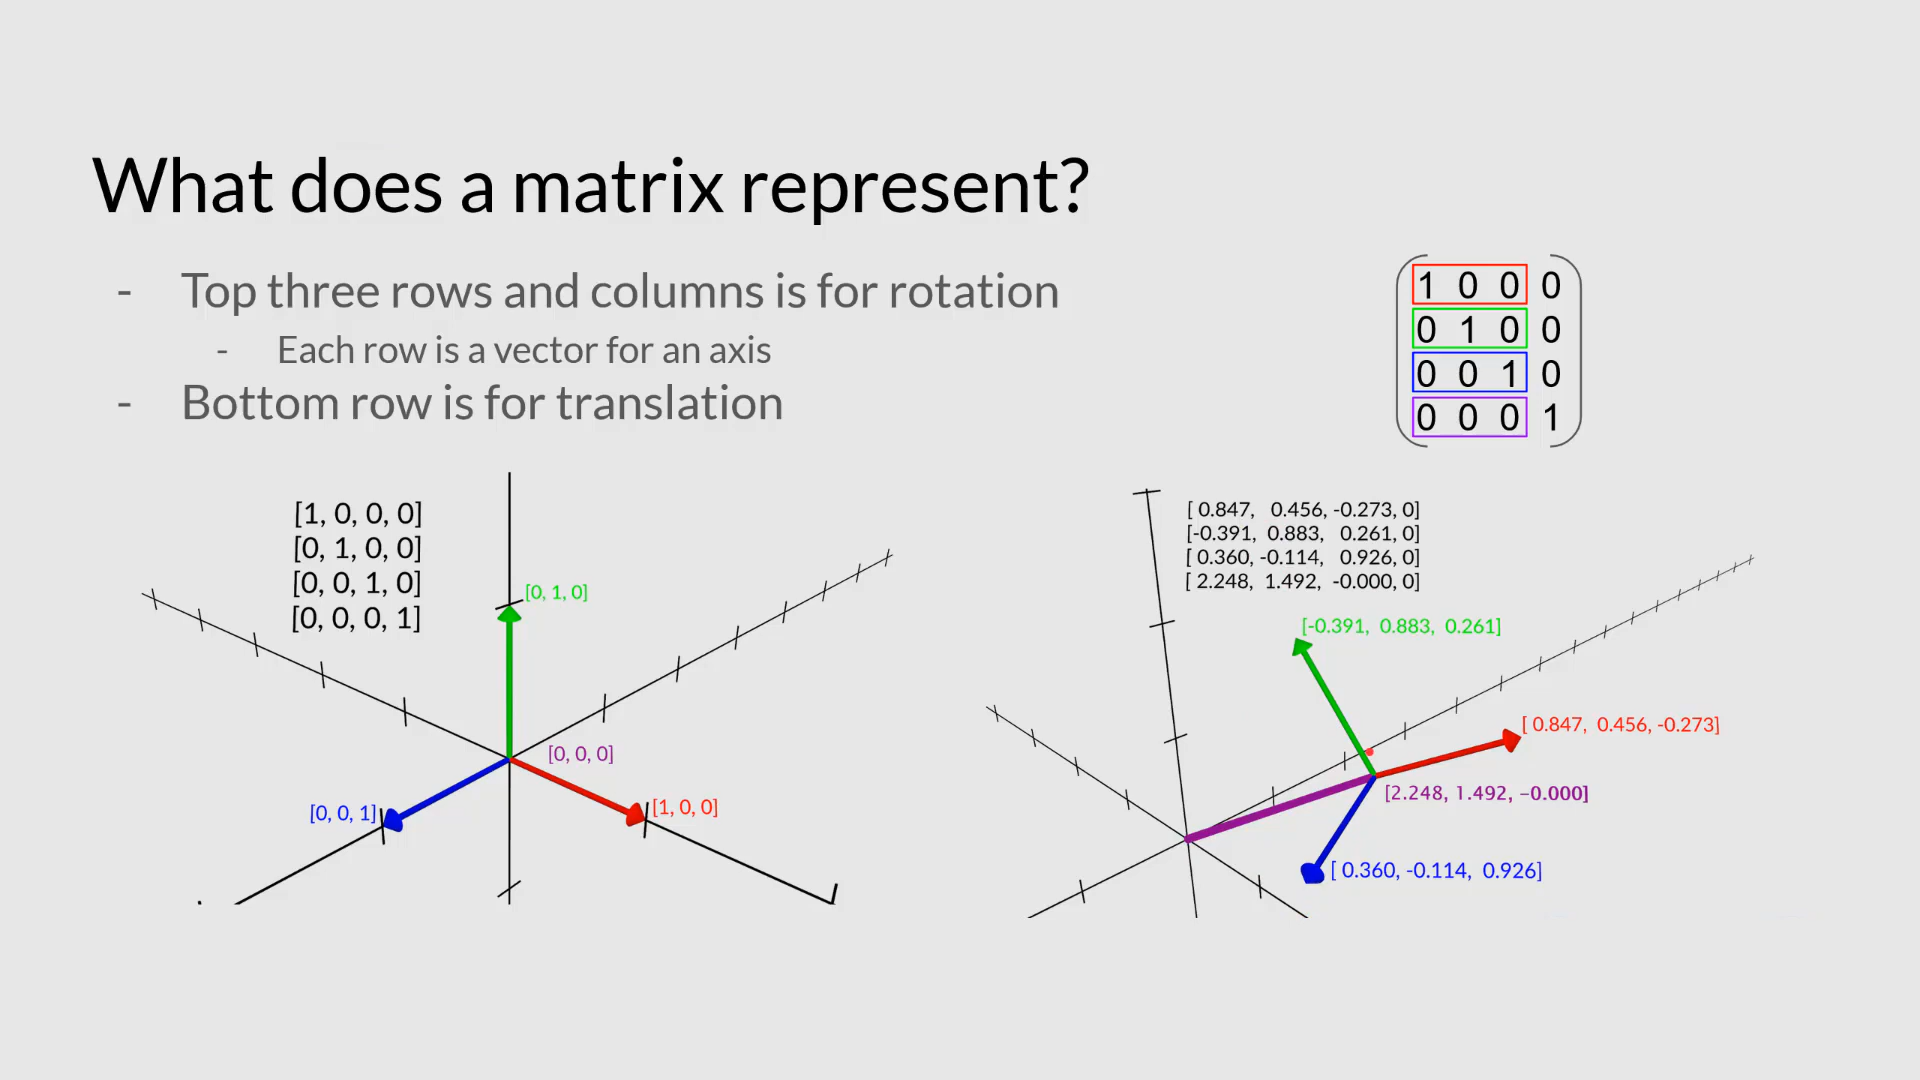 What does a matrix represent?
- Top three rows and columns is for rotation
- Each row is a vector for an axis
- Bottom row is for translation
1 0 0 0
0 1 0 0
0 0 1 0
0 0 0 1
[1, 0, 0, 0]
[0, 1, 0, 0]
[0, 0, 1, 0]
[0, 0, 0, 1]
[0, 1, 0]
[0, 0, 0]
[0, 0, 1]
[1, 0, 0]
[ 0.847, 0.456, -0.273, 0]
[-0.391, 0.883, 0.261, 0]
[ 0.360, -0.114, 0.926, 0]
[ 2.248, 1.492, -0.000, 0]
[-0.391, 0.883, 0.261]
[ 0.847, 0.456, -0.273]
[2.248, 1.492, −0.000]
[ 0.360, -0.114, 0.926]